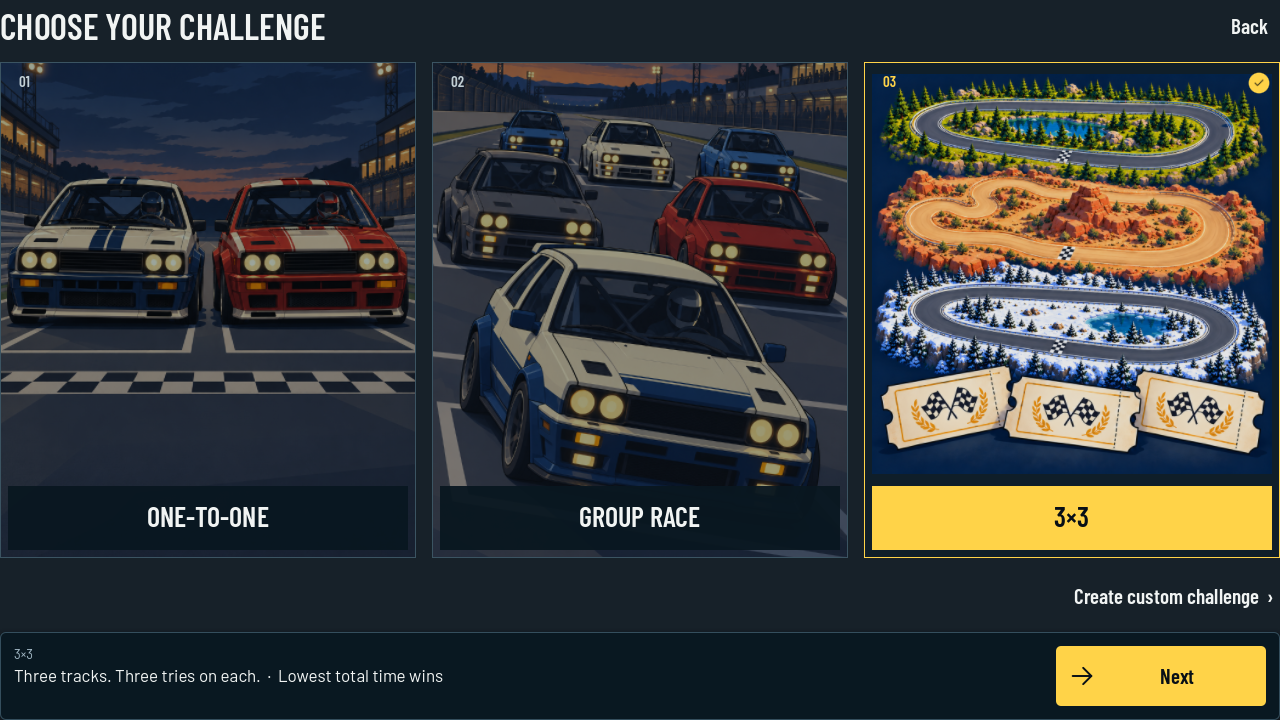 CHOOSE YOUR CHALLENGE
Back
01
02
03
ONE-TO-ONE
GROUP RACE
3×3
Create custom challenge ›
3×3
Three tracks. Three tries on each. · Lowest total time wins
Next